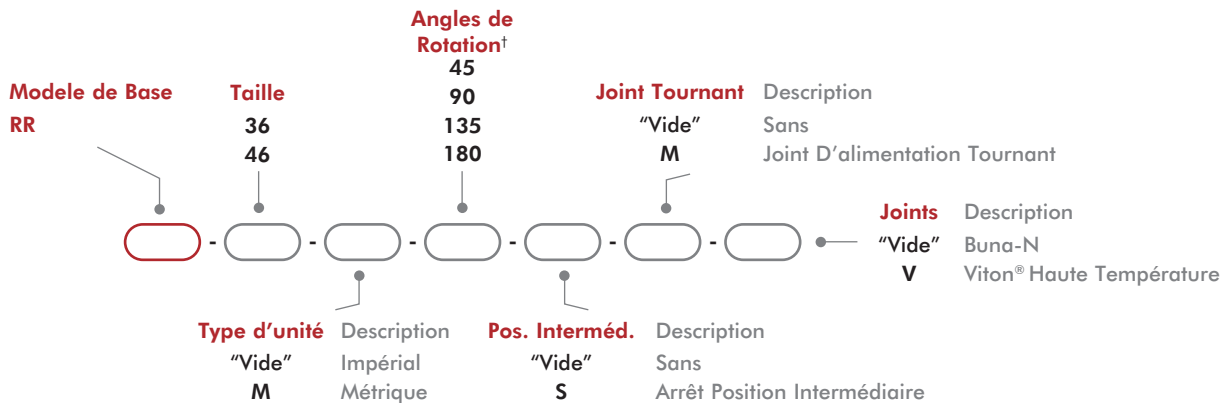 Angles de
Rotation†
45
90
135
180
Modele de Base
RR
Taille
36
46
Joint Tournant Description
“Vide” Sans
M Joint D’alimentation Tournant
- - - - - -
Joints Description
“Vide” Buna-N
V Viton® Haute Température
Type d’unité Description
“Vide” Impérial
M Métrique
Pos. Interméd. Description
“Vide” Sans
S Arrêt Position Intermédiaire